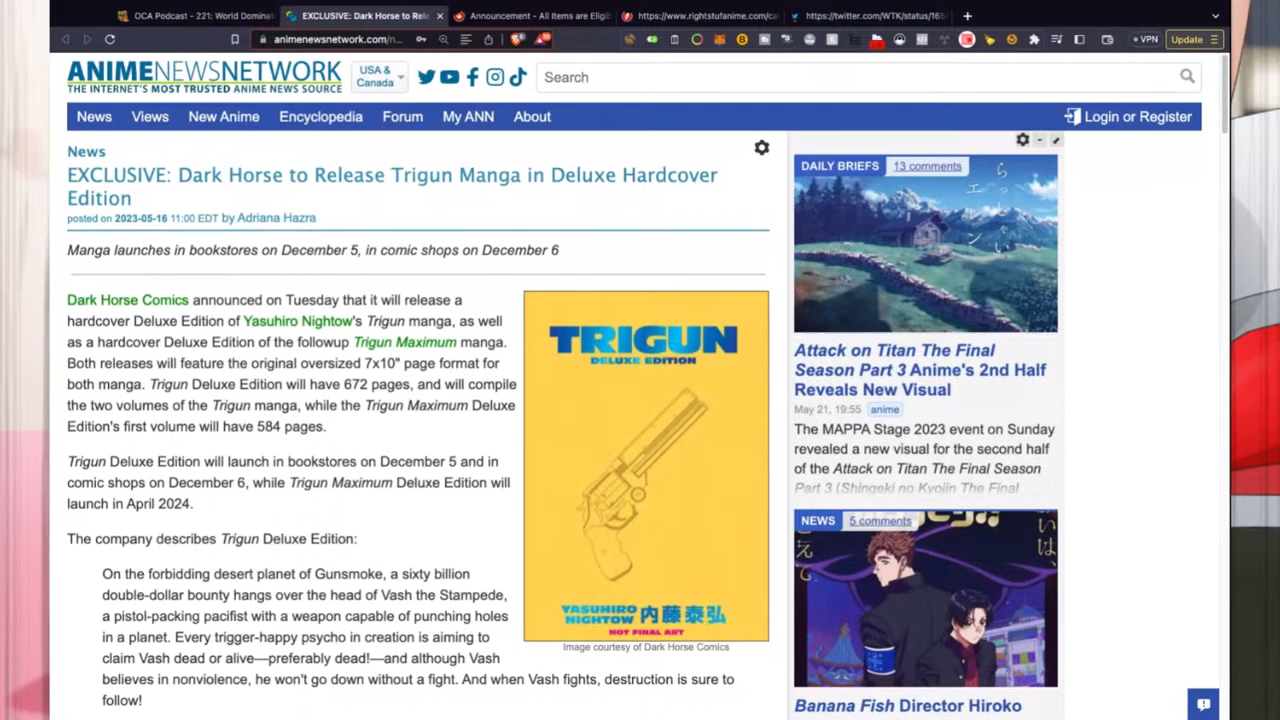 OCA Podcast - 221: World Dominat
EXCLUSIVE: Dark Horse to Rele
Announcement - All Items are Eligib
https://www.rightstufanime.com/ca
https://twitter.com/WTK/status/165
animenewsnetwork.com/n...
VPN
Update
ANIMENEWSNETWORK
THE INTERNET'S MOST TRUSTED ANIME NEWS SOURCE
USA &
Canada
Search
News
Views
New Anime
Encyclopedia
Forum
My ANN
About
Login or Register
News
EXCLUSIVE: Dark Horse to Release Trigun Manga in Deluxe Hardcover
Edition
posted on 2023-05-16 11:00 EDT by Adriana Hazra
Manga launches in bookstores on December 5, in comic shops on December 6
Dark Horse Comics announced on Tuesday that it will release a
hardcover Deluxe Edition of Yasuhiro Nightow's Trigun manga, as well
as a hardcover Deluxe Edition of the followup Trigun Maximum manga.
Both releases will feature the original oversized 7x10" page format for
both manga. Trigun Deluxe Edition will have 672 pages, and will compile
the two volumes of the Trigun manga, while the Trigun Maximum Deluxe
Edition's first volume will have 584 pages.
Trigun Deluxe Edition will launch in bookstores on December 5 and in
comic shops on December 6, while Trigun Maximum Deluxe Edition will
launch in April 2024.
The company describes Trigun Deluxe Edition:
On the forbidding desert planet of Gunsmoke, a sixty billion
double-dollar bounty hangs over the head of Vash the Stampede,
a pistol-packing pacifist with a weapon capable of punching holes
in a planet. Every trigger-happy psycho in creation is aiming to
claim Vash dead or alive—preferably dead!—and although Vash
believes in nonviolence, he won't go down without a fight. And when Vash fights, destruction is sure to
follow!
TRIGUN
DELUXE EDITION
YASUHIRO
NIGHTOW
内藤泰弘
NOT FINAL ART
Image courtesy of Dark Horse Comics
DAILY BRIEFS
13 comments
Attack on Titan The Final
Season Part 3 Anime's 2nd Half
Reveals New Visual
May 21, 19:55
anime
The MAPPA Stage 2023 event on Sunday
revealed a new visual for the second half
of the Attack on Titan The Final Season
Part 3 (Shingeki no Kyojin The Final
NEWS
5 comments
Banana Fish Director Hiroko